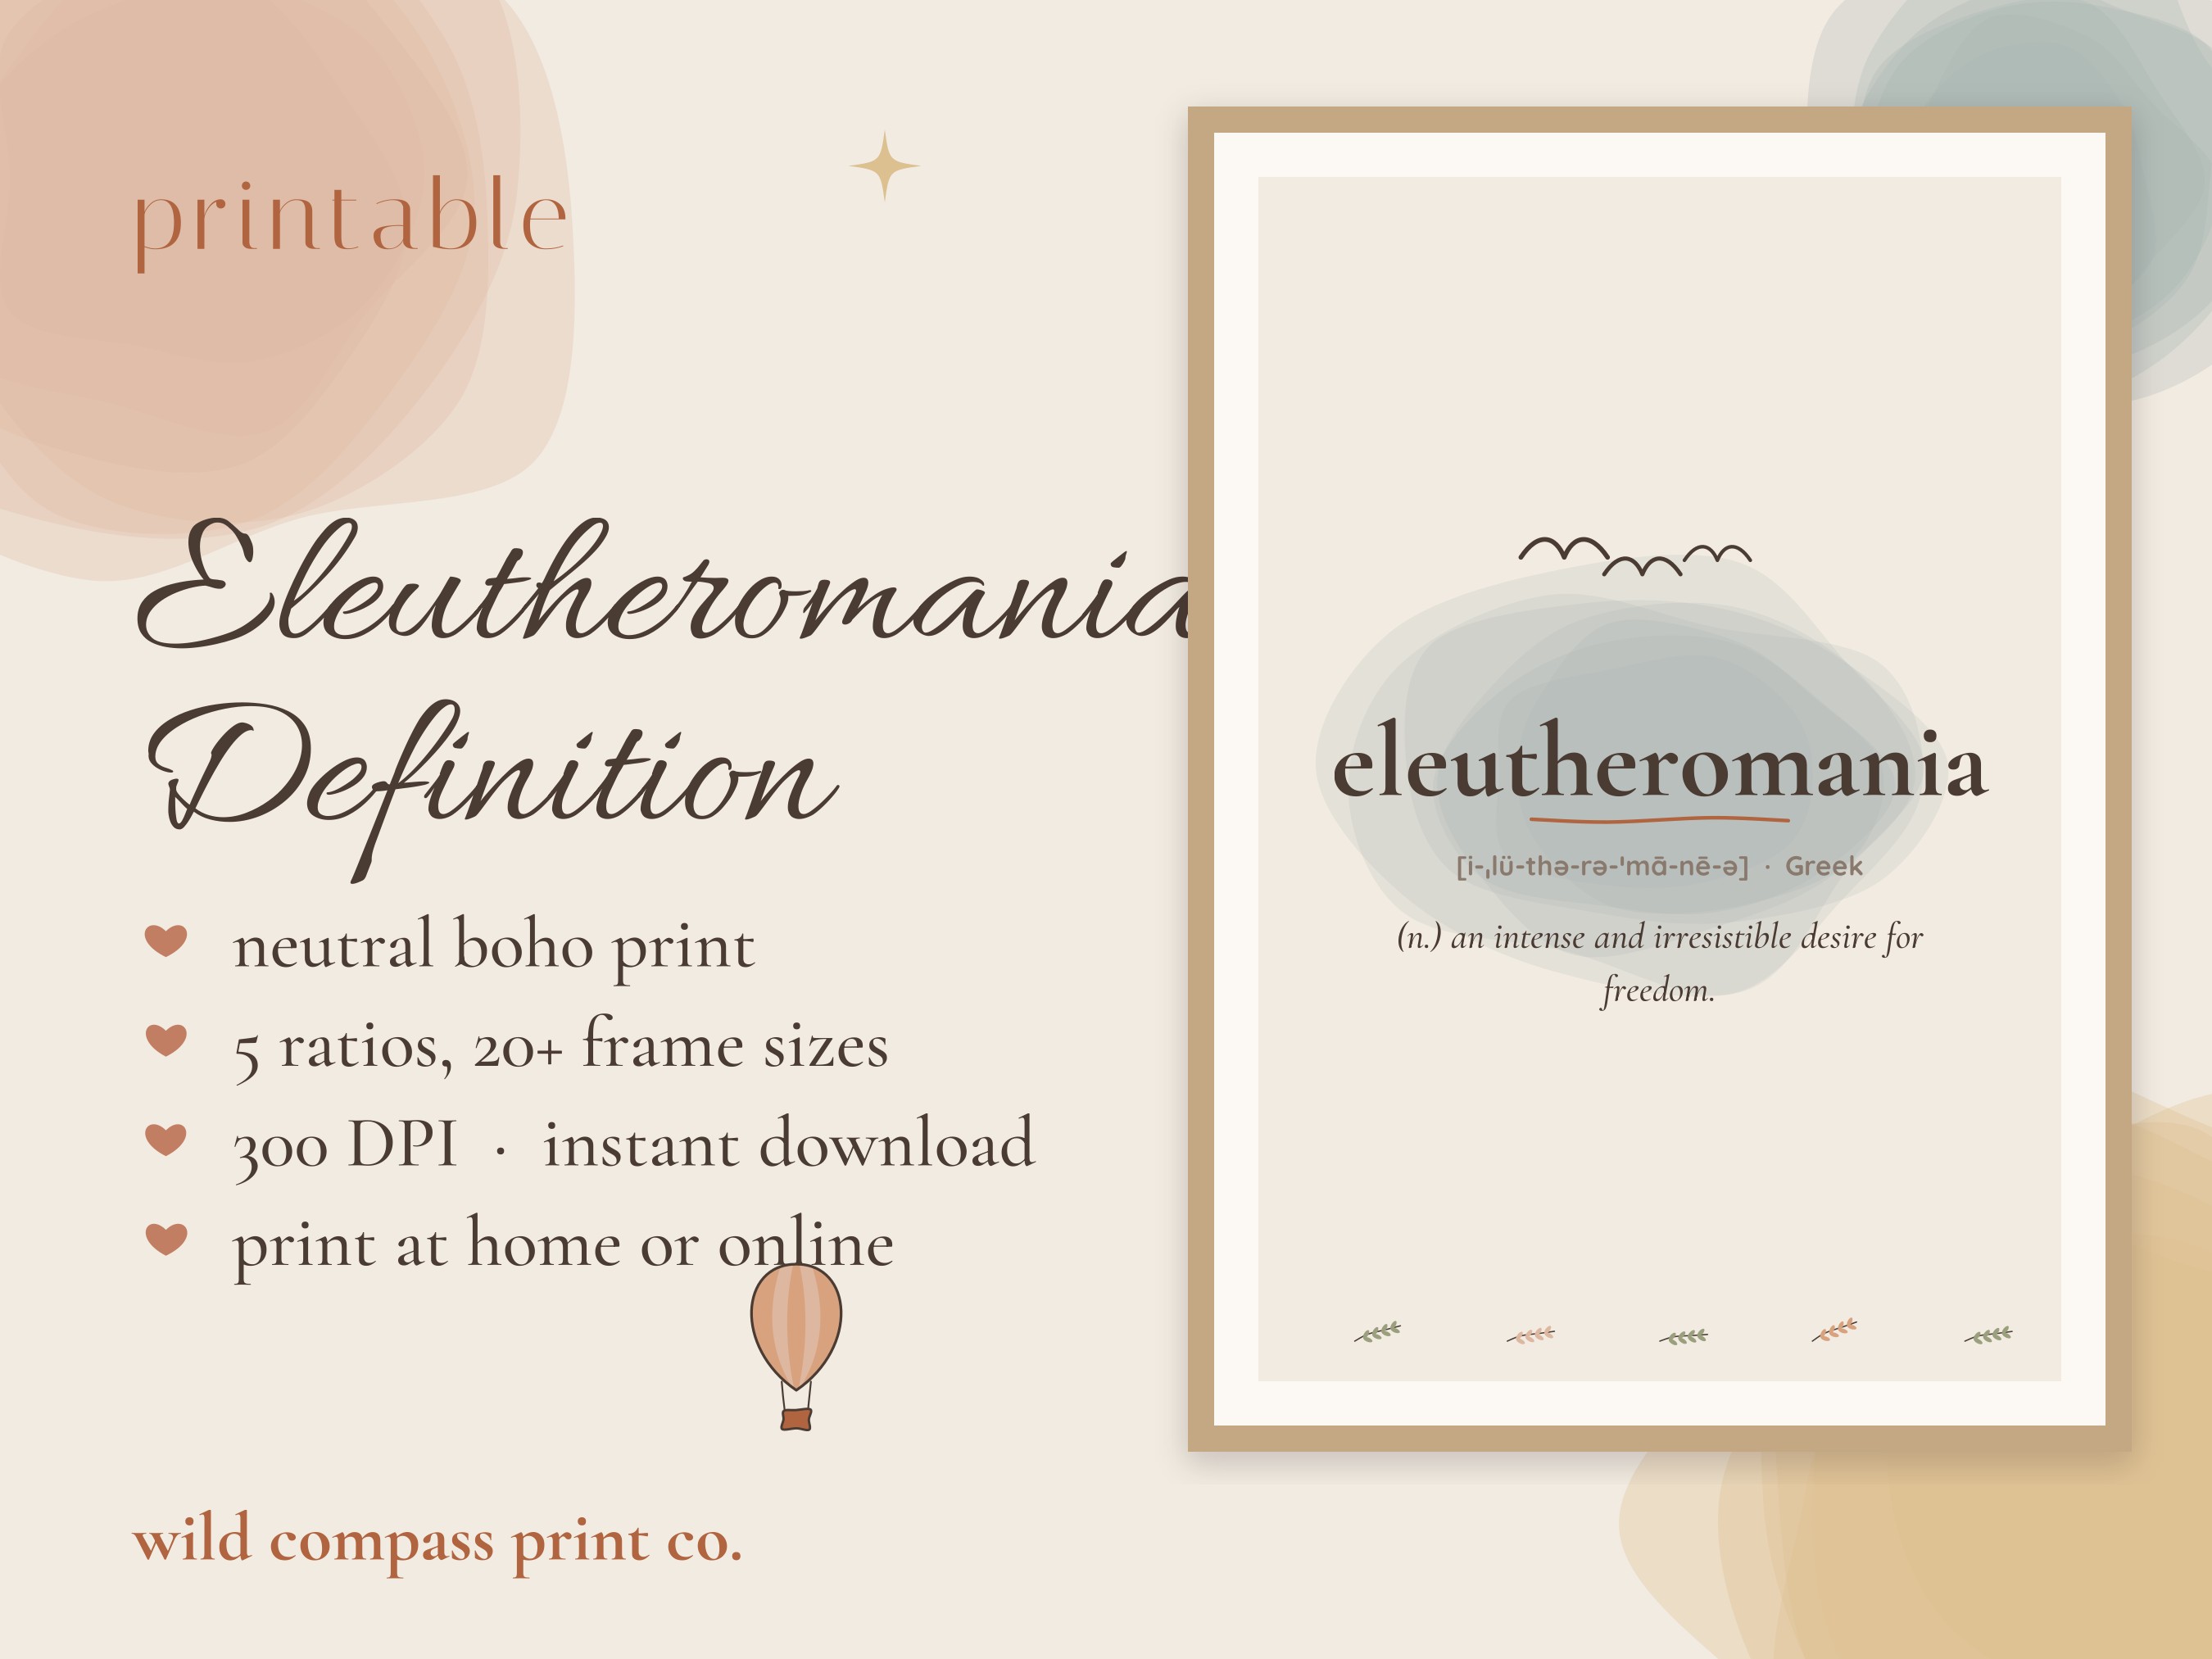 printable
Eleutheromania
Definition
neutral boho print
5 ratios, 20+ frame sizes
300 DPI · instant download
print at home or online
wild compass print co.
eleutheromania
[i-ˌlü-thə-rə-ˈmā-nē-ə] · Greek
(n.) an intense and irresistible desire for
freedom.